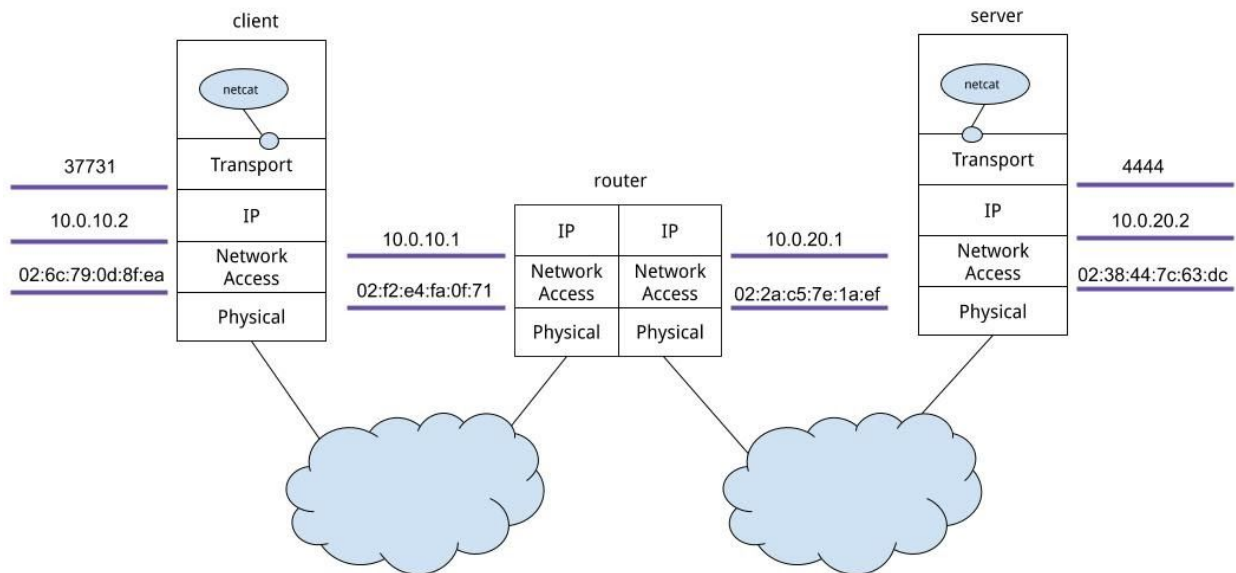 client
netcat
Transport
IP
Network
Access
Physical
37731
10.0.10.2
02:6c:79:0d:8f:ea
router
IP
Network
Access
Physical
IP
Network
Access
Physical
10.0.10.1
02:f2:e4:fa:0f:71
10.0.20.1
02:2a:c5:7e:1a:ef
server
netcat
Transport
IP
Network
Access
Physical
4444
10.0.20.2
02:38:44:7c:63:dc